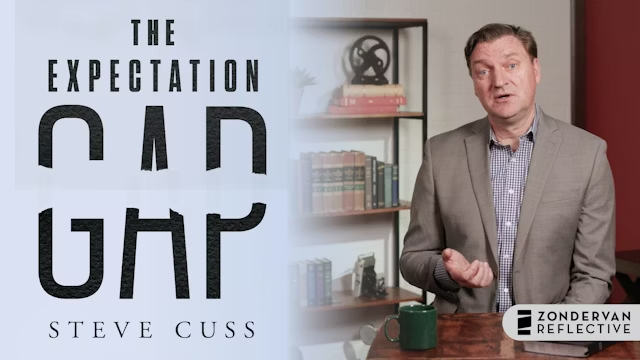 THE
EXPECTATION
GAP
STEVE CUSS
ZONDERVAN
REFLECTIVE